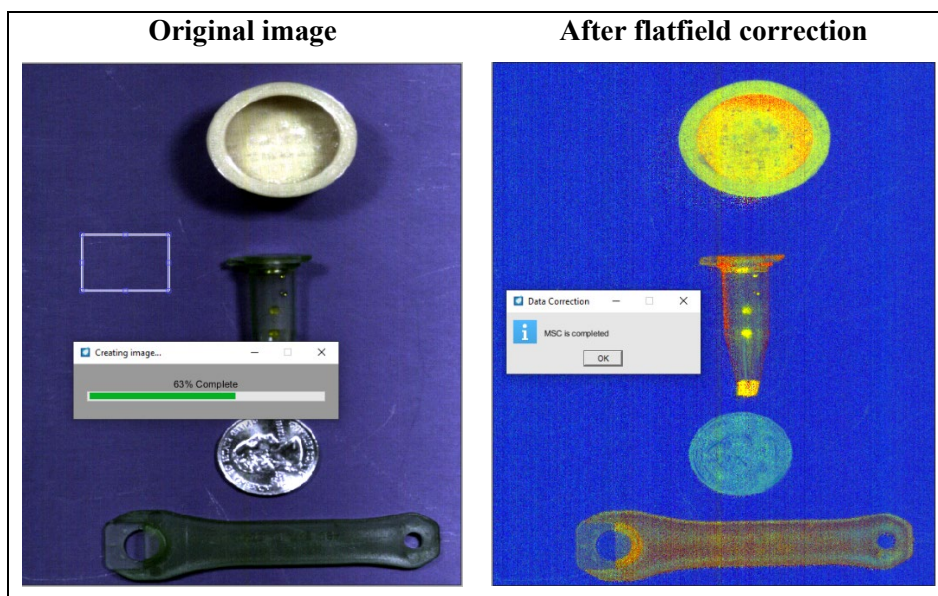 Original image
After flatfield correction
Creating image...
63% Complete
Data Correction
MSC is completed
OK